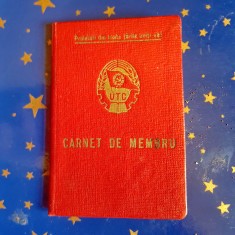 Proletari din toate țările uniți-vă!
UTC
CARNET DE MEMBRU